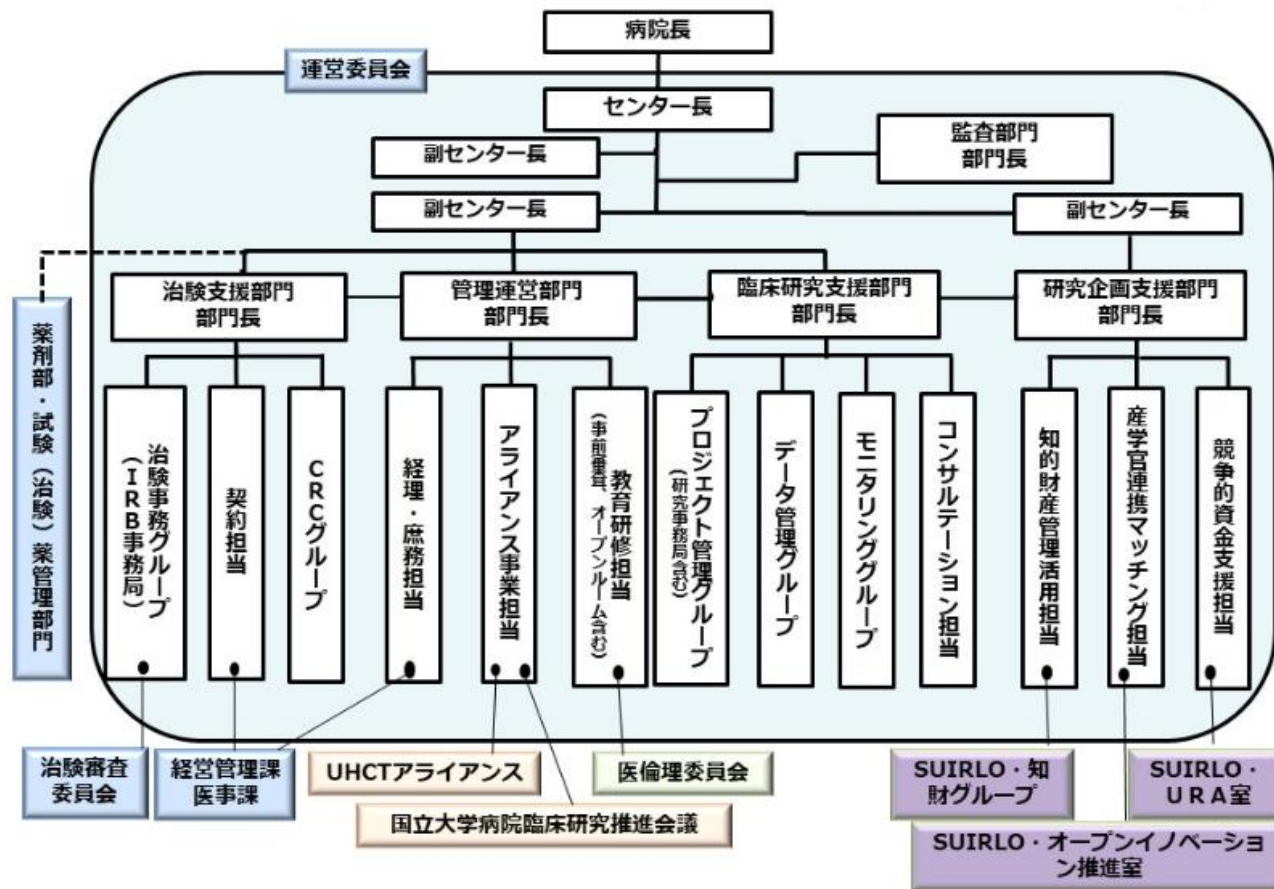 病院長
運営委員会
センター長
監査部門
部門長
副センター長
副センター長
副センター長
治験支援部門
部門長
管理運営部門
部門長
臨床研究支援部門
部門長
研究企画支援部門
部門長
薬剤部・試験（治験）薬管理部門
治験事務グループ
（IRB事務局）
契約担当
CRCグループ
経理・庶務担当
アライアンス事業担当
教育研修担当
（事前審査、オープンルーム含む）
プロジェクト管理グループ
（研究事務局含む）
データ管理グループ
モニタリンググループ
コンサルテーション担当
知的財産管理活用担当
産学官連携マッチング担当
競争的資金支援担当
治験審査
委員会
経営管理課
医事課
UHCTアライアンス
医倫理委員会
国立大学病院臨床研究推進会議
SUIRLO・知
財グループ
SUIRLO・
ＵＲＡ室
SUIRLO・オープンイノベーショ
ン推進室